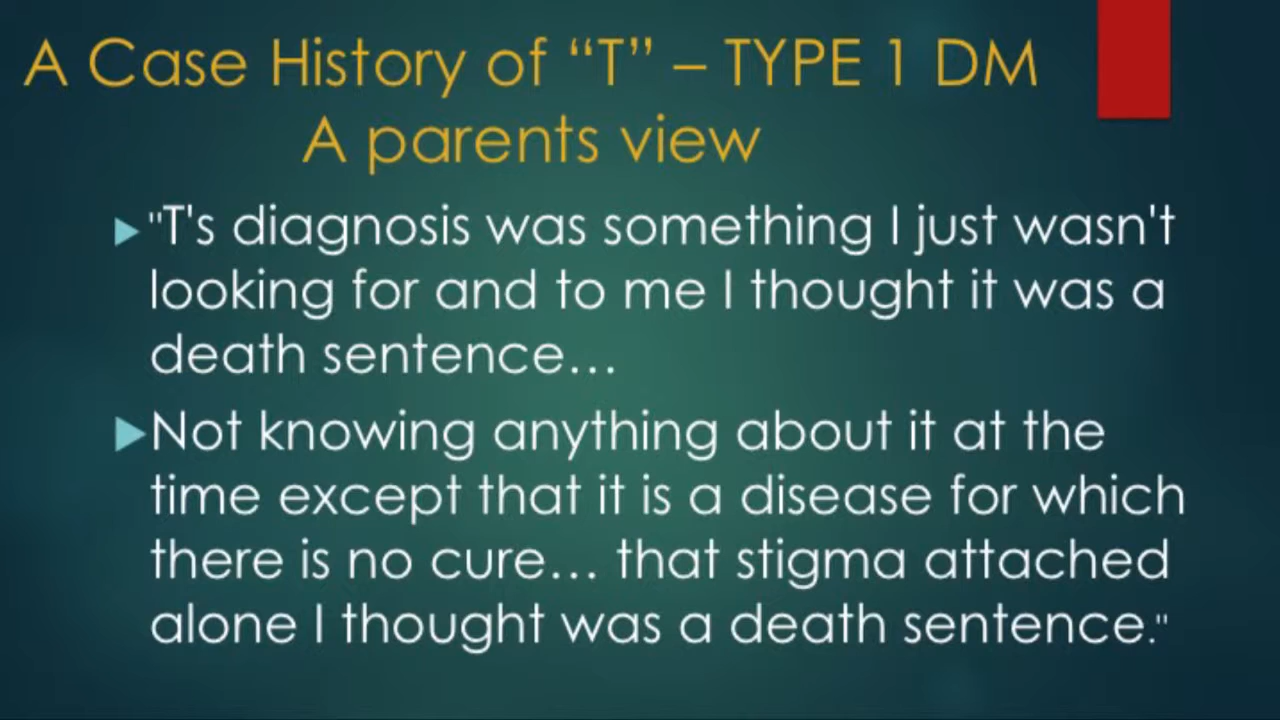 A Case History of “T” – TYPE 1 DM
A parents view
"T's diagnosis was something I just wasn't
looking for and to me I thought it was a
death sentence…
Not knowing anything about it at the
time except that it is a disease for which
there is no cure… that stigma attached
alone I thought was a death sentence."